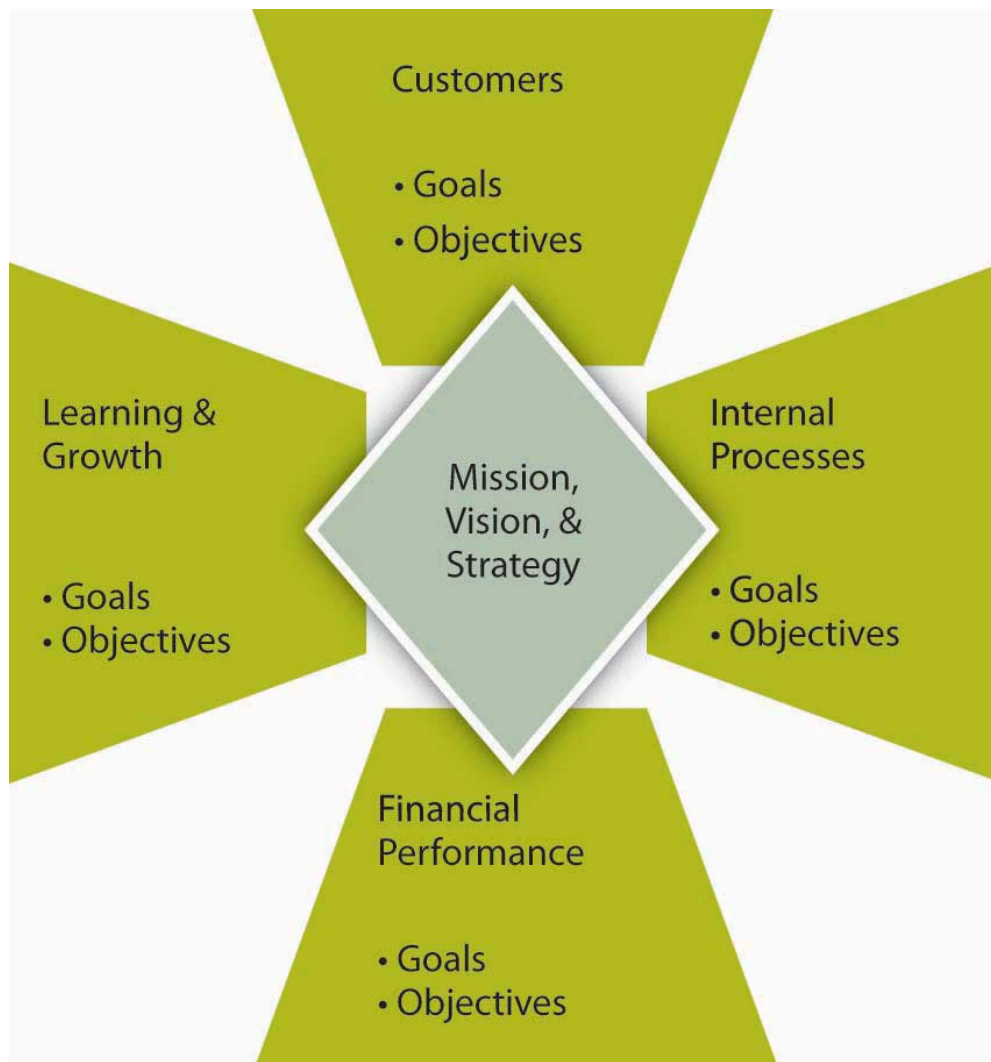 Customers
• Goals
• Objectives
Learning &
Growth
• Goals
• Objectives
Mission,
Vision, &
Strategy
Internal
Processes
• Goals
• Objectives
Financial
Performance
• Goals
• Objectives